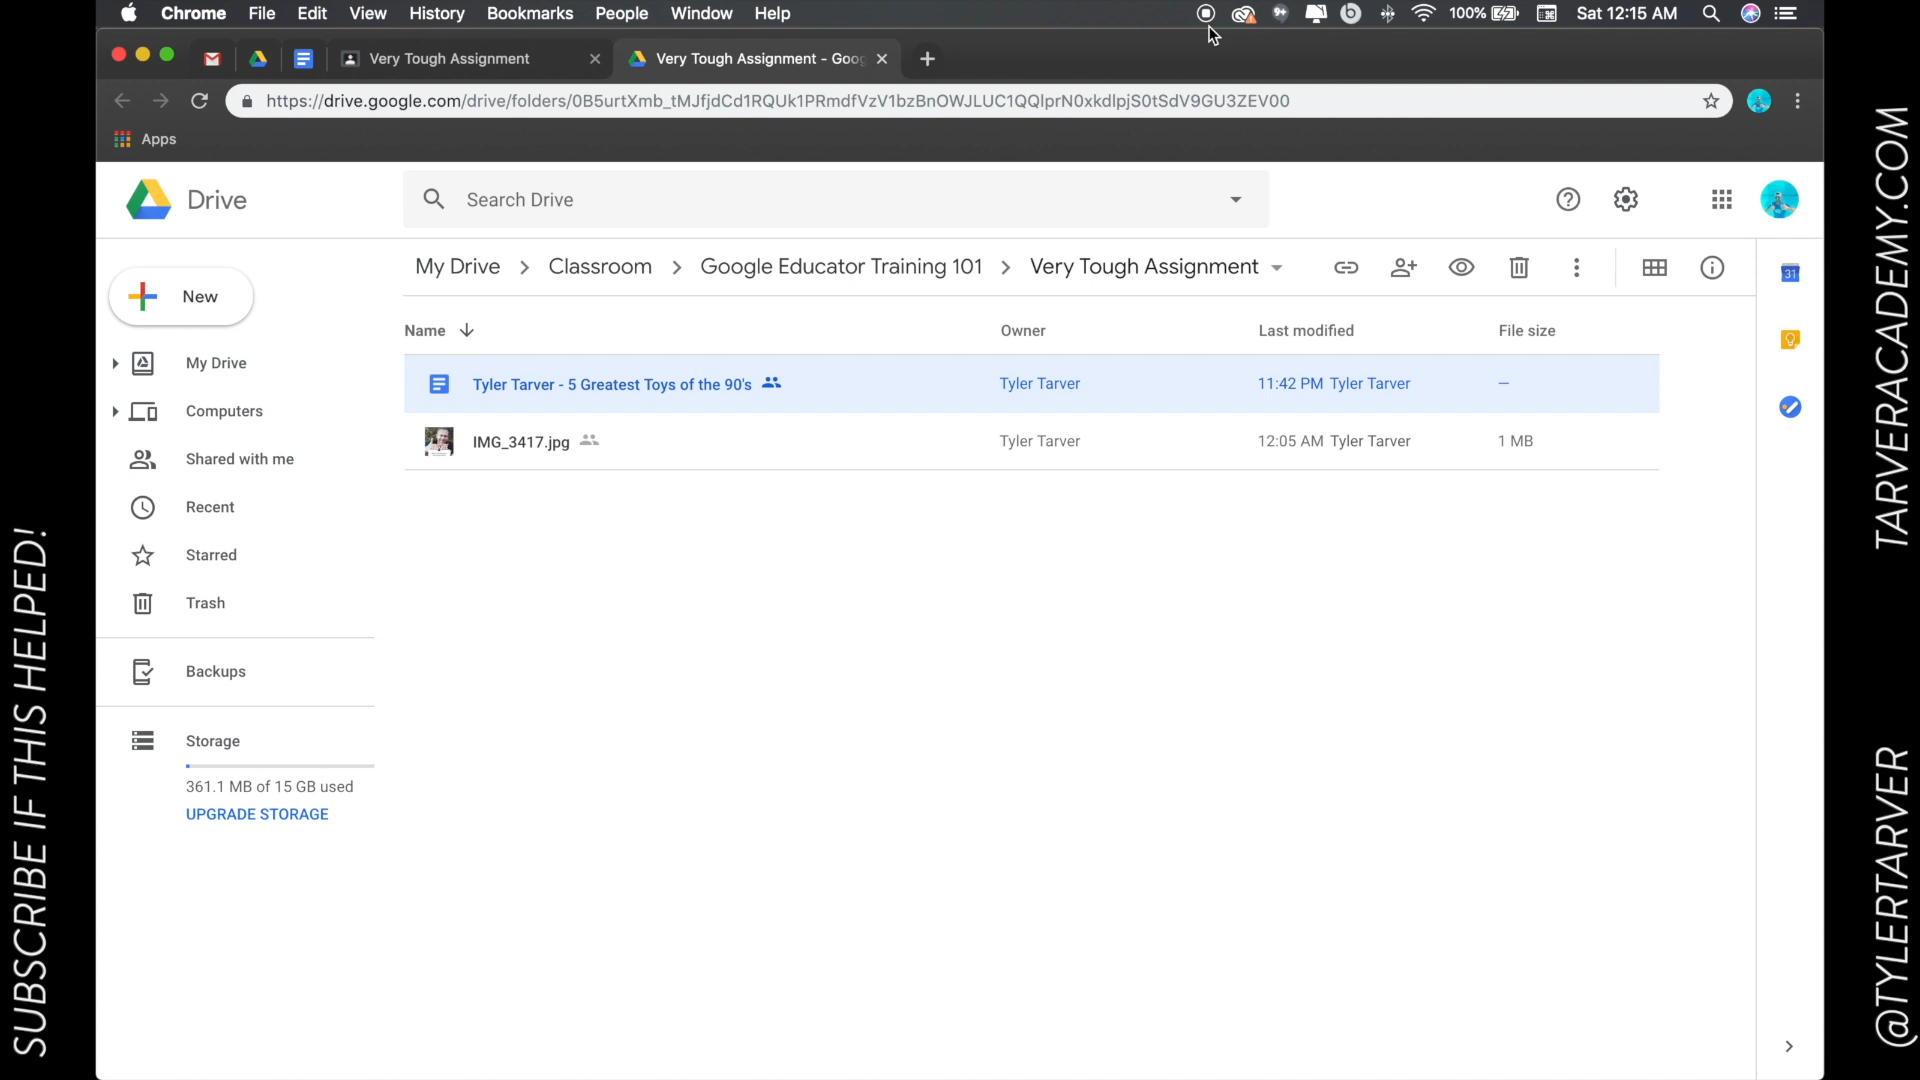 Chrome File Edit View History Bookmarks People Window Help
9+ 100% Sat 12:15 AM
Very Tough Assignment
Very Tough Assignment - Goog
https://drive.google.com/drive/folders/0B5urtXmb_tMJfjdCd1RQUk1PRmdfVzV1bzBnOWJLUC1QQlprN0xkdlpjS0tSdV9GU3ZEV00
Apps
Drive
Search Drive
My Drive > Classroom > Google Educator Training 101 > Very Tough Assignment
31
New
My Drive
Computers
Shared with me
Recent
Starred
Trash
Backups
Storage
361.1 MB of 15 GB used
UPGRADE STORAGE
Name Owner Last modified File size
Tyler Tarver - 5 Greatest Toys of the 90's Tyler Tarver 11:42 PM Tyler Tarver —
IMG_3417.jpg Tyler Tarver 12:05 AM Tyler Tarver 1 MB
SUBSCRIBE IF THIS HELPED!
TARVERACADEMY.COM
@TYLERTARVER